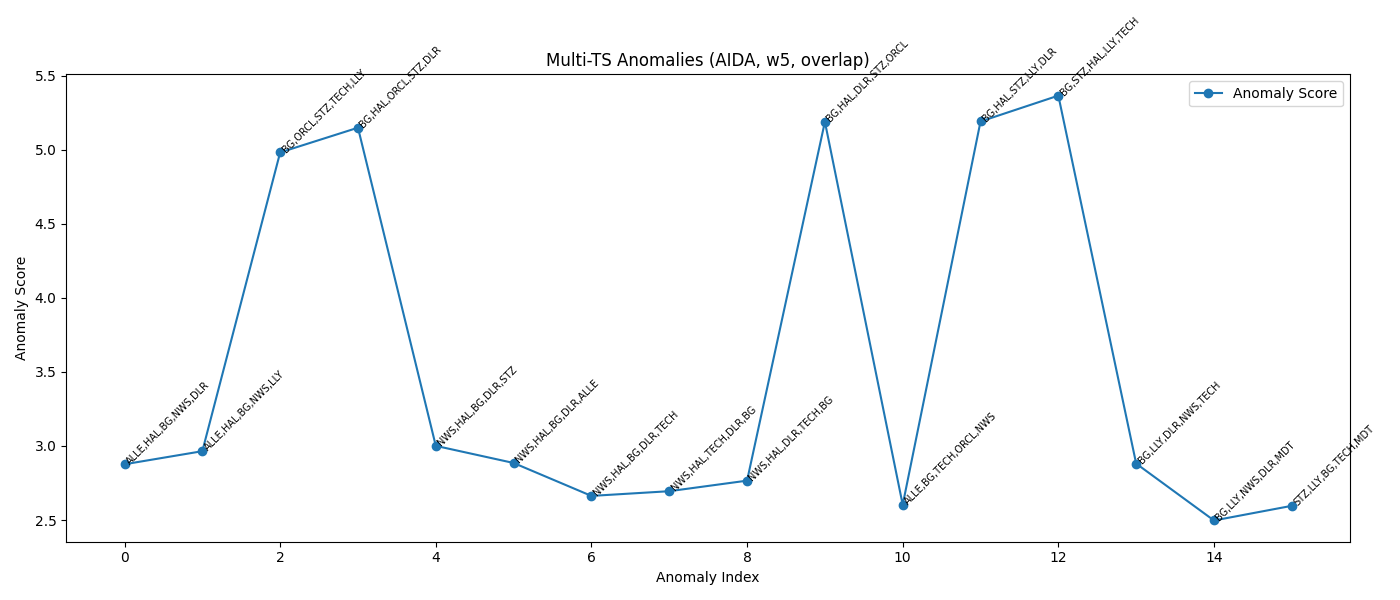 Multi-TS Anomalies (AIDA, w5, overlap)
Anomaly Score
5.5
5.0
4.5
4.0
3.5
3.0
2.5
Anomaly Score
ALLE,HAL,BG,NWS,DLR
ALLE,HAL,BG,NWS,LLY
BG,ORCL,STZ,TECH,LLY
BG,HAL,ORCL,STZ,DLR
NWS,HAL,BG,DLR,STZ
NWS,HAL,BG,DLR,ALLE
NWS,HAL,BG,DLR,TECH
NWS,HAL,TECH,DLR,BG
NWS,HAL,DLR,TECH,BG
BG,HAL,DLR,STZ,ORCL
ALLE,BG,TECH,ORCL,NWS
BG,HAL,STZ,LLY,DLR
BG,STZ,HAL,LLY,TECH
BG,LLY,DLR,NWS,TECH
BG,LLY,NWS,DLR,MDT
STZ,LLY,BG,TECH,MDT
0 2 4 6 8 10 12 14
Anomaly Index